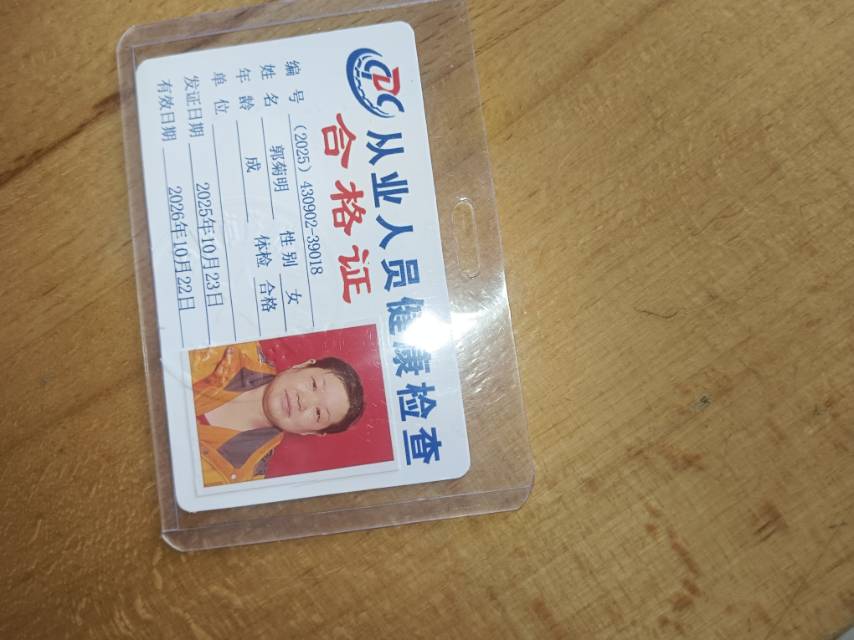 CDC 从业人员健康检查
合格证
编号 (2025) 430902-39018
姓名 郭菊明 性别 女
年龄 成 体检 合格
单位
发证日期 2025年10月23日
有效日期 2026年10月22日